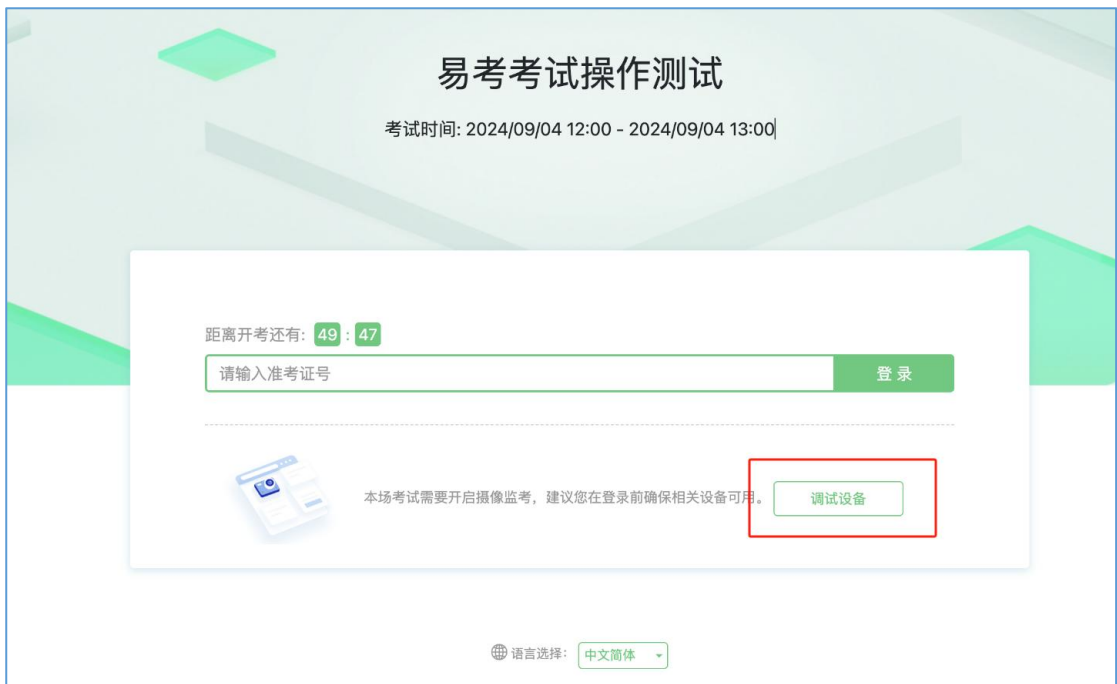 易考考试操作测试
考试时间: 2024/09/04 12:00 - 2024/09/04 13:00
距离开考还有: 49 : 47
请输入准考证号 登录
本场考试需要开启摄像监考，建议您在登录前确保相关设备可用。 调试设备
语言选择： 中文简体